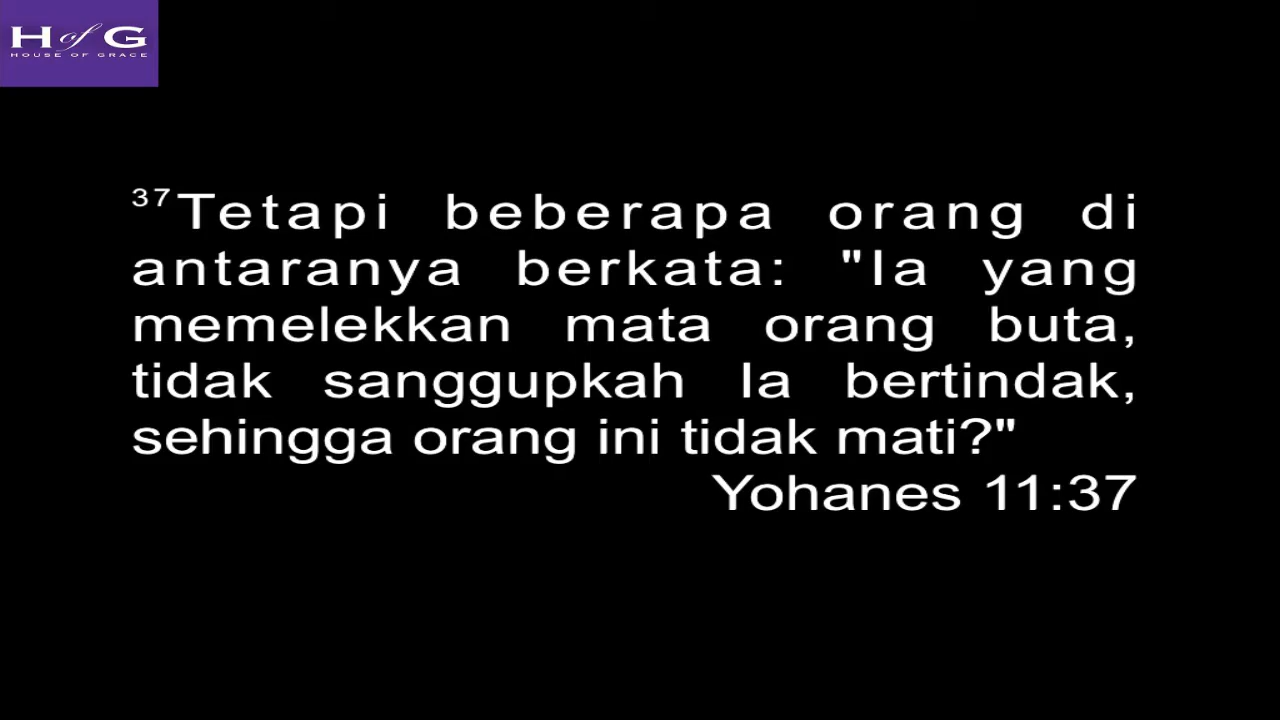 H of G
HOUSE OF GRACE
37Tetapi beberapa orang di
antaranya berkata: "Ia yang
memelekkan mata orang buta,
tidak sanggupkah Ia bertindak,
sehingga orang ini tidak mati?"
Yohanes 11:37